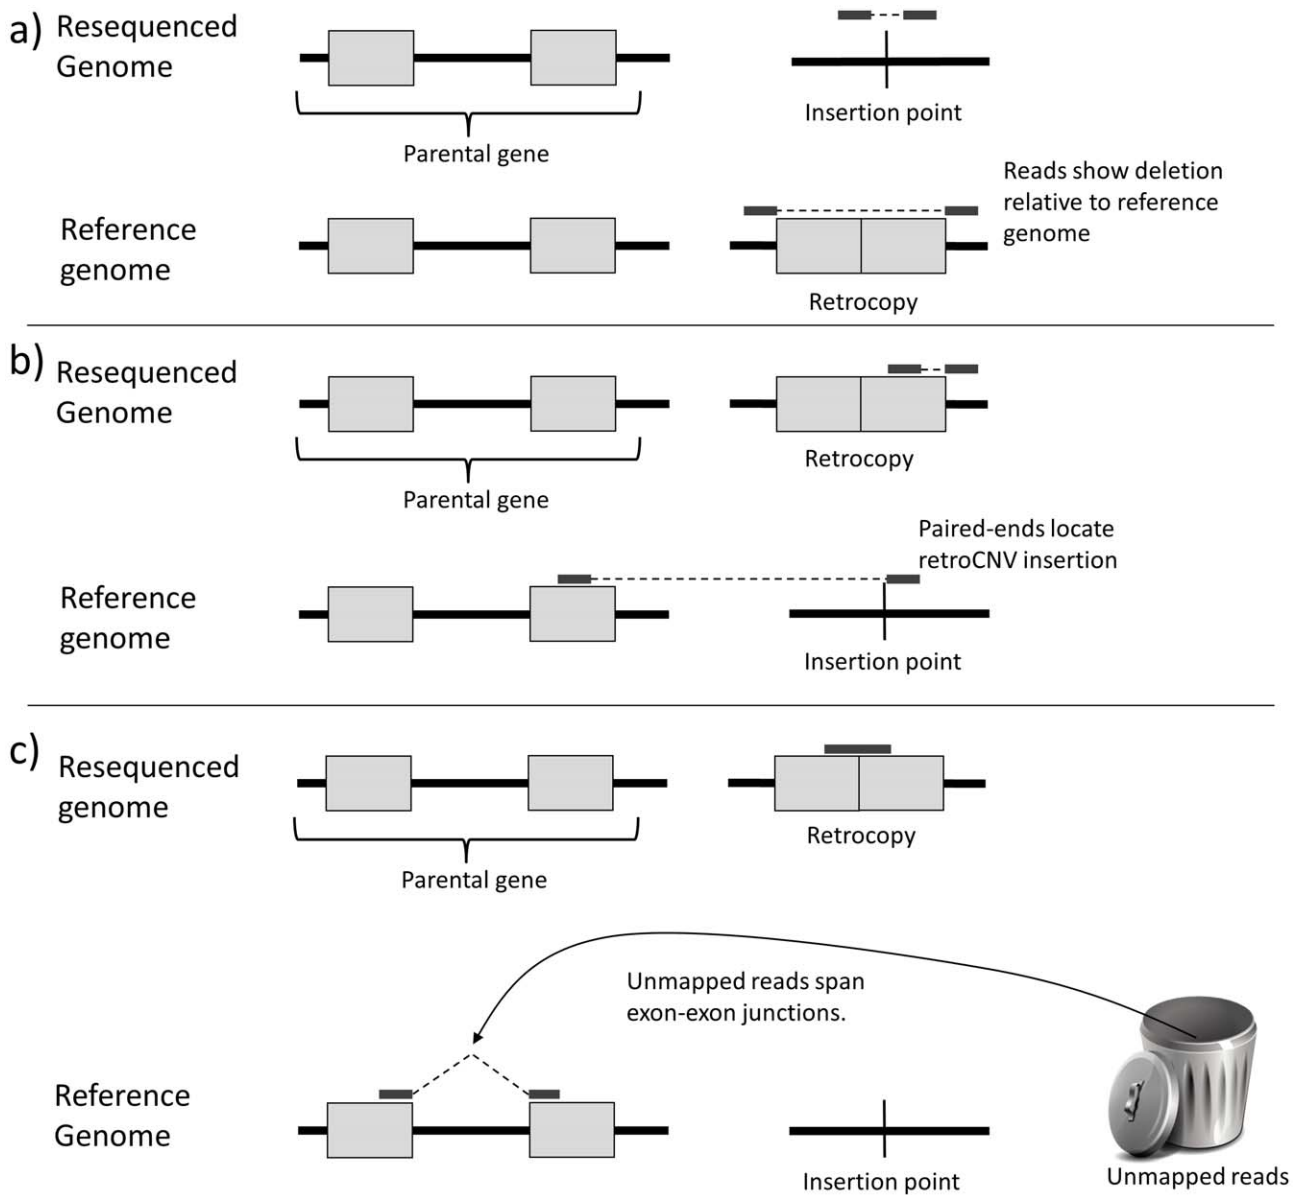 a)
Resequenced
Genome
Parental gene
Insertion point
Reads show deletion
relative to reference
genome
Reference
genome
Retrocopy
b)
Resequenced
Genome
Parental gene
Retrocopy
Paired-ends locate
retroCNV insertion
Reference
genome
Insertion point
c)
Resequenced
genome
Parental gene
Retrocopy
Unmapped reads span
exon-exon junctions.
Reference
Genome
Insertion point
Unmapped reads